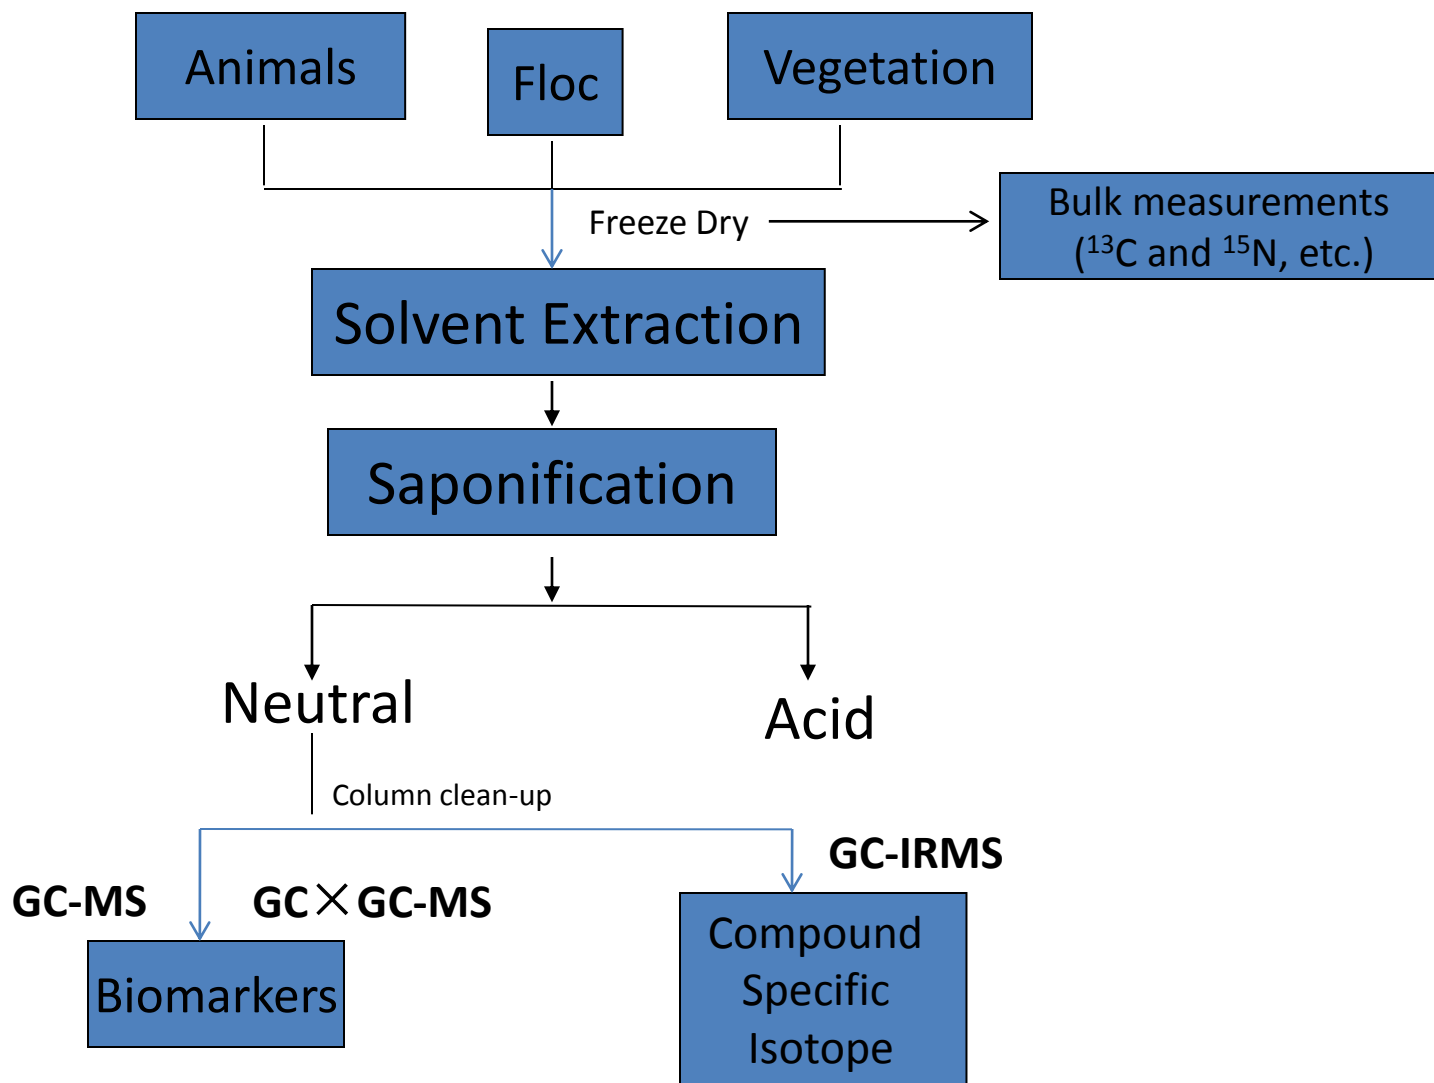 Animals
Floc
Vegetation
Freeze Dry
Bulk measurements
(¹³C and ¹⁵N, etc.)
Solvent Extraction
Saponification
Neutral
Acid
Column clean-up
GC-MS
GC×GC-MS
GC-IRMS
Biomarkers
Compound
Specific
Isotope